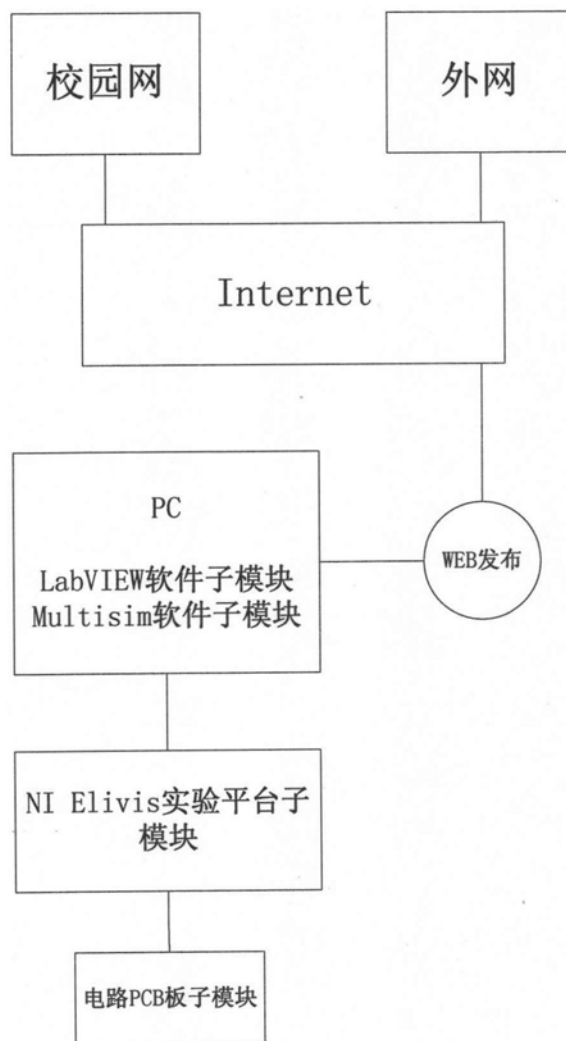 校园网
外网
Internet
PC
LabVIEW软件子模块
Multisim软件子模块
WEB发布
NI Elivis实验平台子
模块
电路PCB板子模块